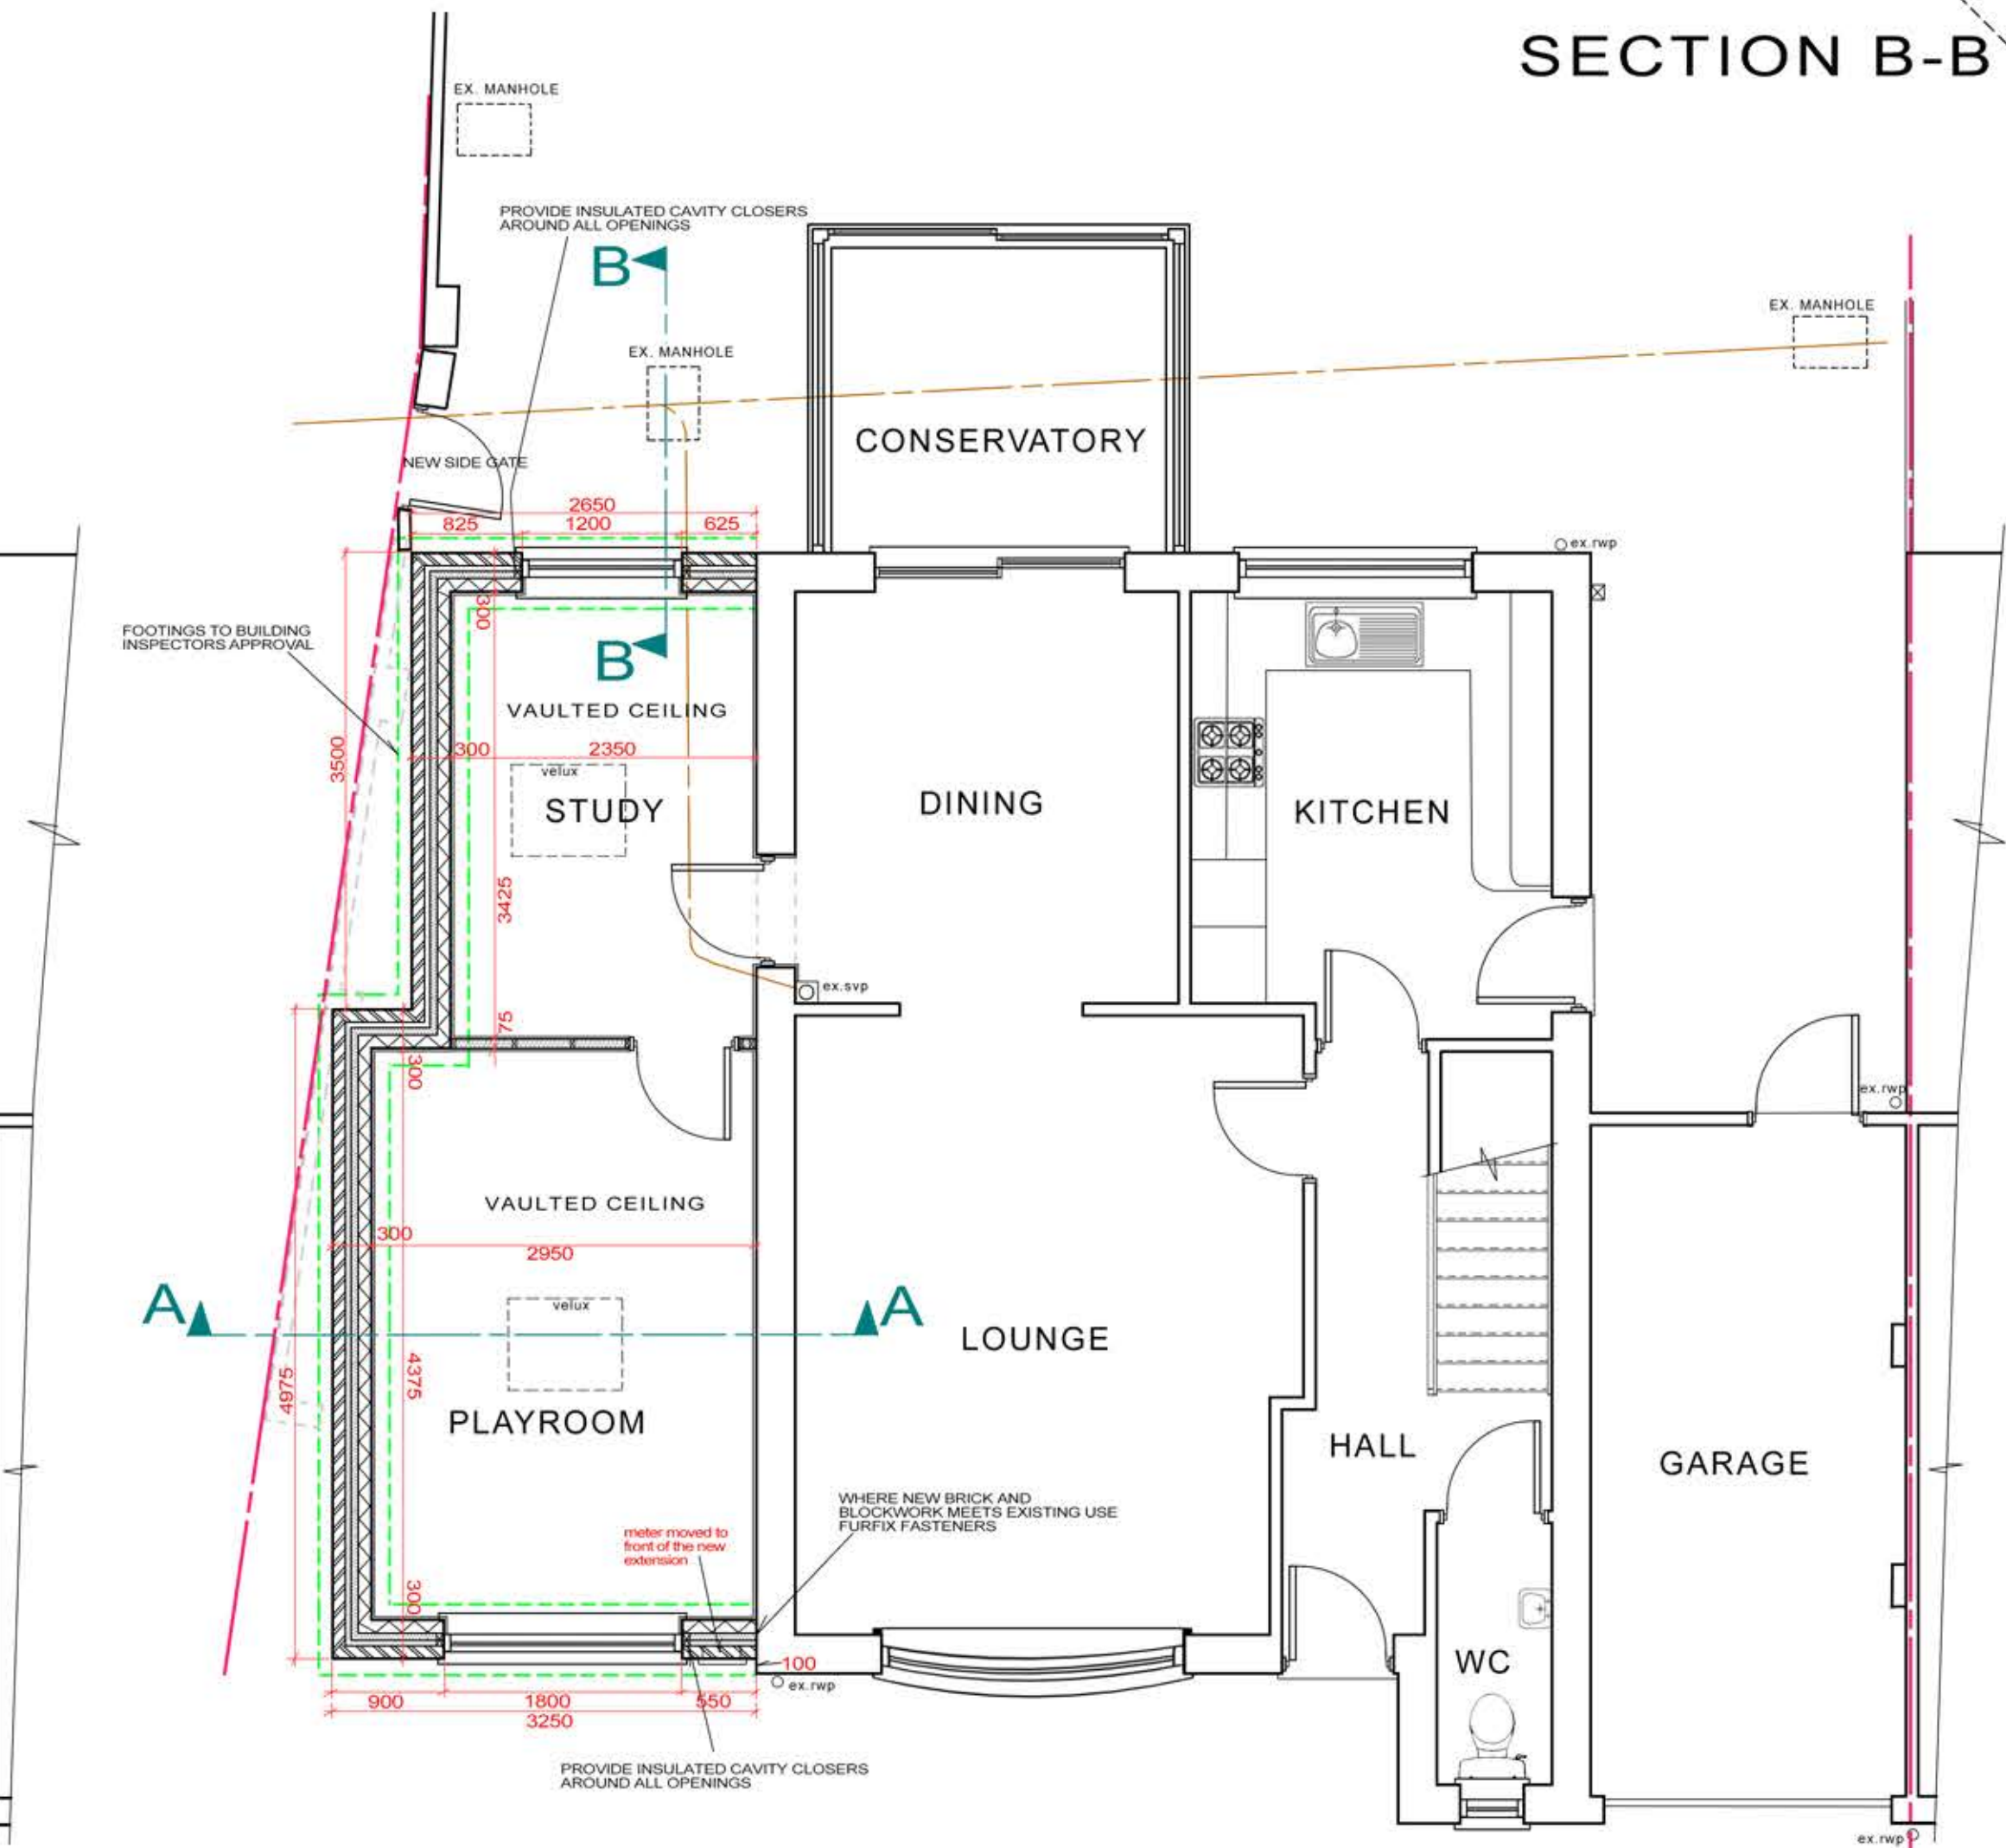 SECTION B-B
EX. MANHOLE
PROVIDE INSULATED CAVITY CLOSERS
AROUND ALL OPENINGS
B
EX. MANHOLE
EX. MANHOLE
CONSERVATORY
NEW SIDE GATE
2650
825
1200
625
ex.rwp
300
FOOTINGS TO BUILDING
INSPECTORS APPROVAL
B
VAULTED CEILING
3500
300
2350
velux
STUDY
DINING
KITCHEN
3425
ex.svp
75
300
ex.rwp
VAULTED CEILING
300
2950
A
velux
A
LOUNGE
4975
4375
PLAYROOM
HALL
GARAGE
WHERE NEW BRICK AND
BLOCKWORK MEETS EXISTING USE
FURFIX FASTENERS
meter moved to
front of the new
extension
300
100
ex.rwp
WC
900
1800
550
3250
PROVIDE INSULATED CAVITY CLOSERS
AROUND ALL OPENINGS
ex.rwp